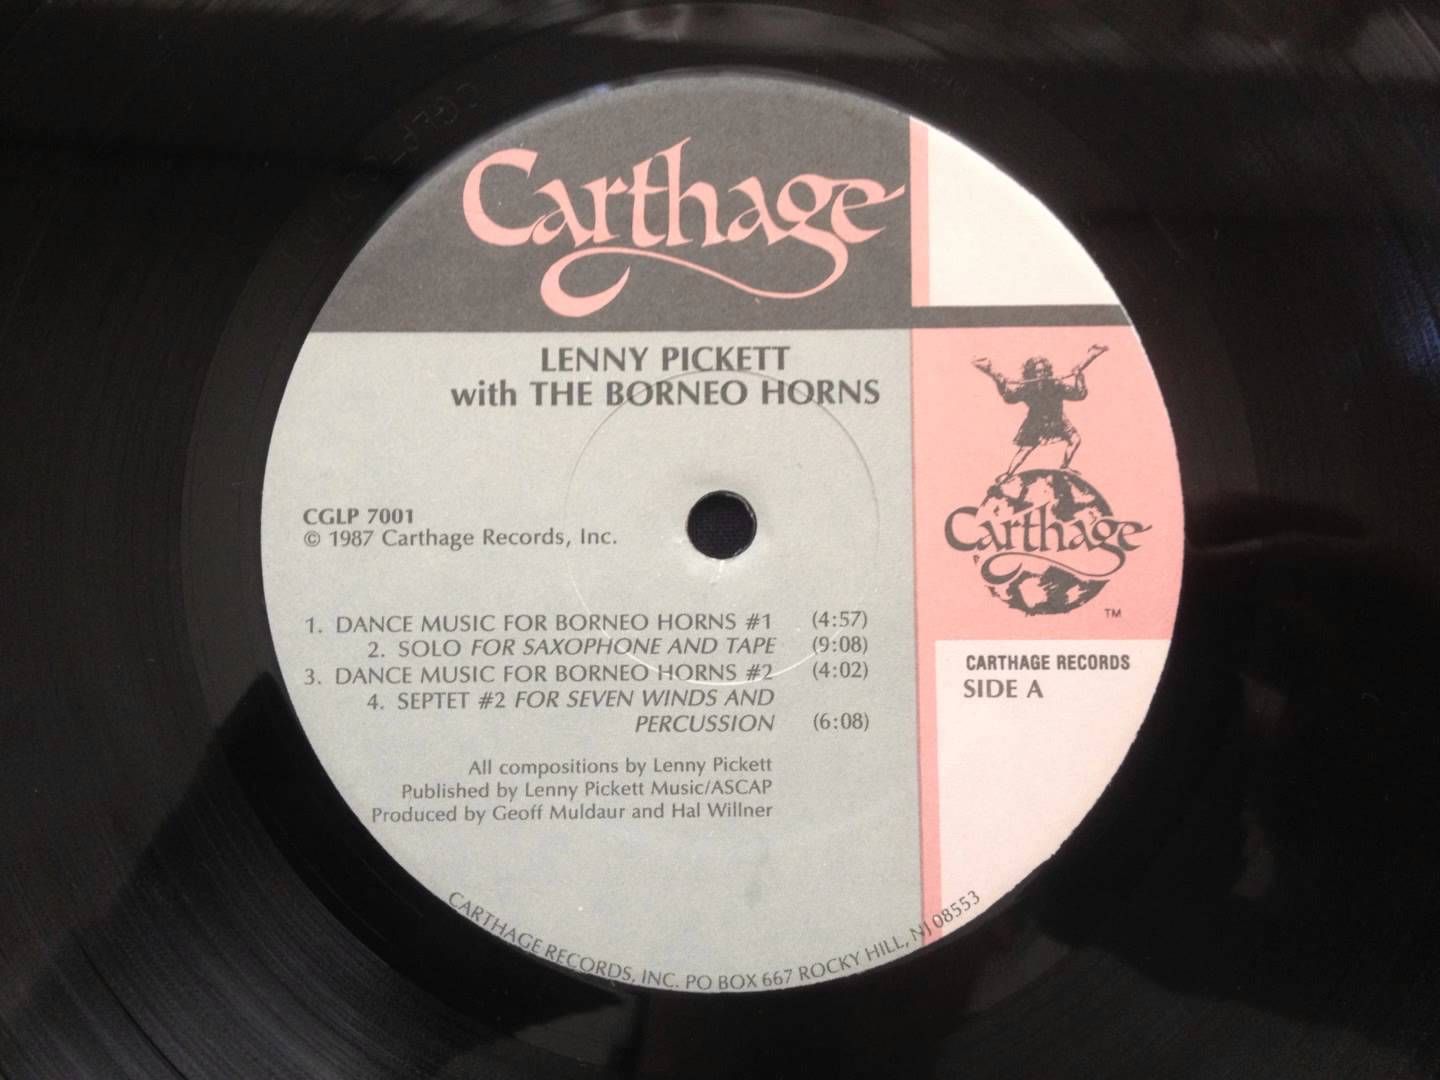 Carthage
LENNY PICKETT
with THE BORNEO HORNS
CGLP 7001
© 1987 Carthage Records, Inc.
Carthage
TM
1. DANCE MUSIC FOR BORNEO HORNS #1 (4:57)
2. SOLO FOR SAXOPHONE AND TAPE (9:08)
3. DANCE MUSIC FOR BORNEO HORNS #2 (4:02)
4. SEPTET #2 FOR SEVEN WINDS AND
PERCUSSION (6:08)
CARTHAGE RECORDS
SIDE A
All compositions by Lenny Pickett
Published by Lenny Pickett Music/ASCAP
Produced by Geoff Muldaur and Hal Willner
CARTHAGE RECORDS, INC. PO BOX 667 ROCKY HILL, NJ 08553